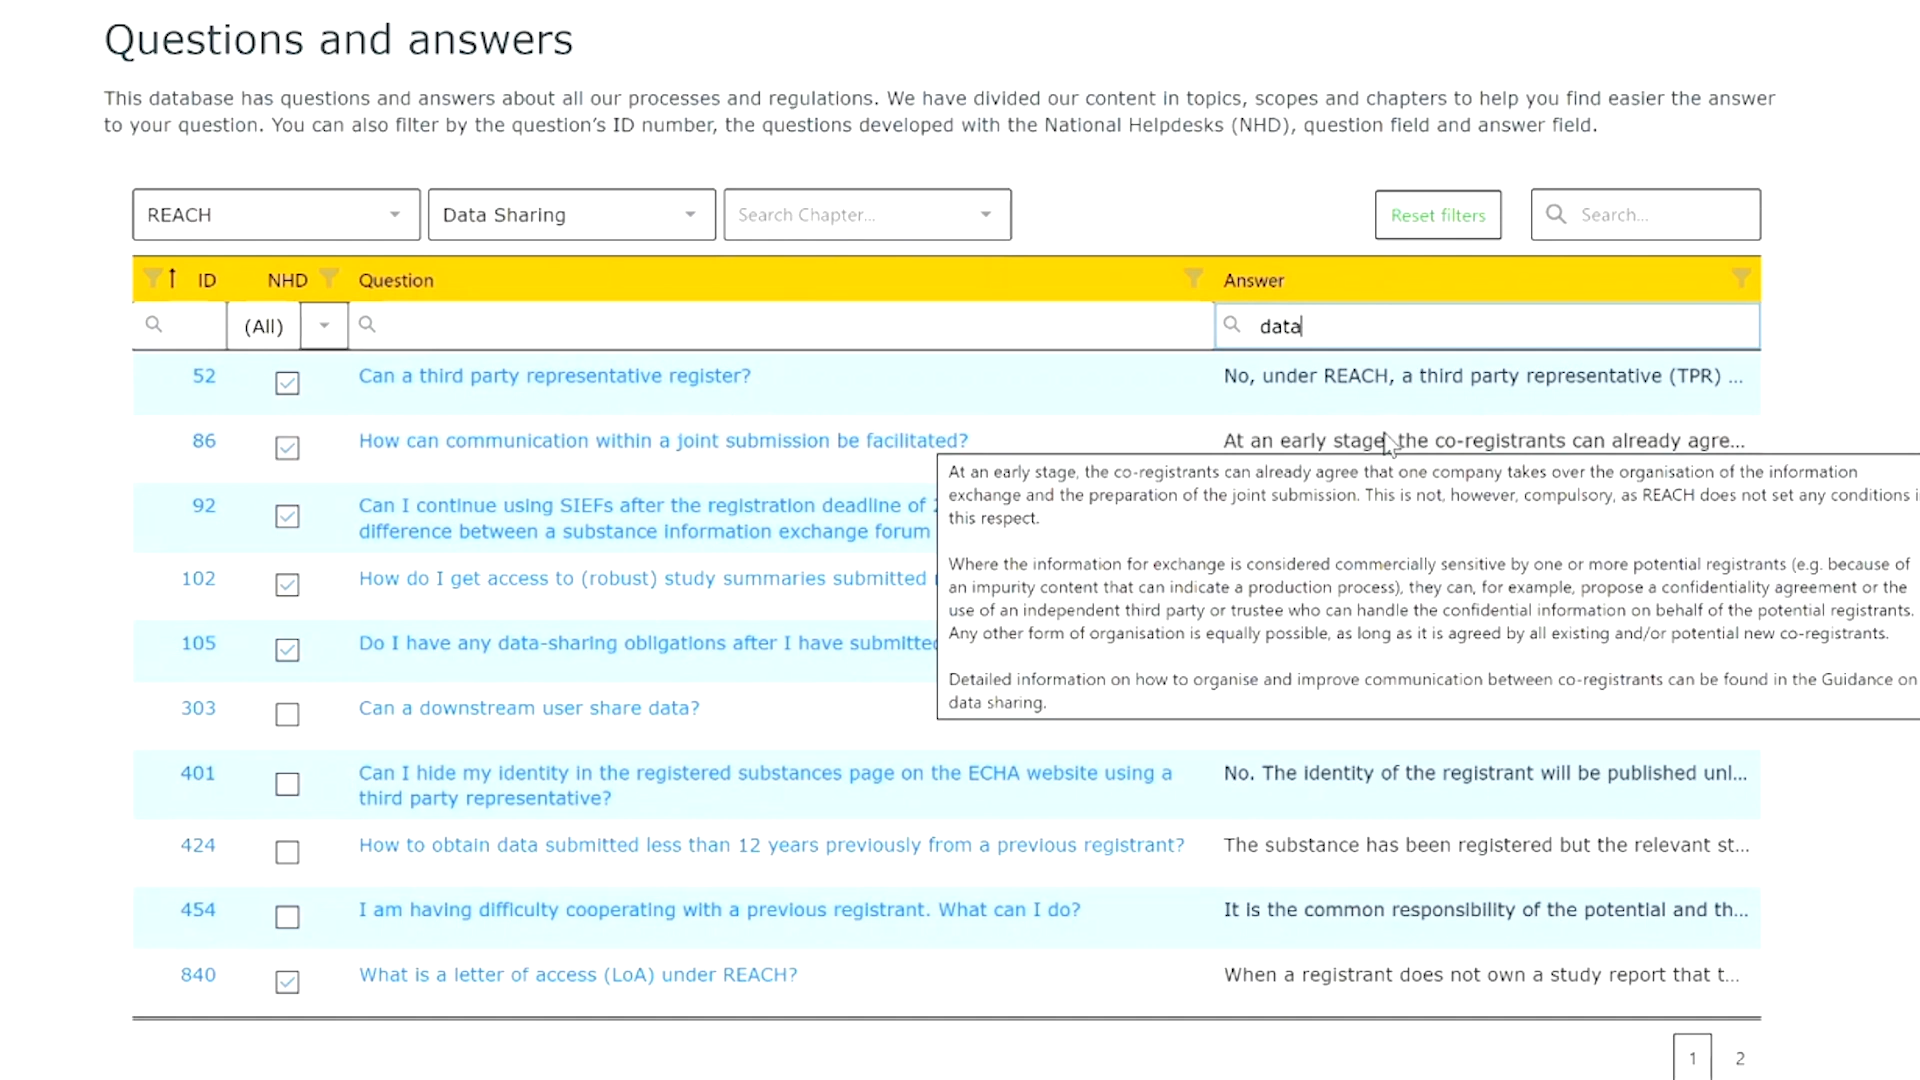 Questions and answers
This database has questions and answers about all our processes and regulations. We have divided our content in topics, scopes and chapters to help you find easier the answer
to your question. You can also filter by the question's ID number, the questions developed with the National Helpdesks (NHD), question field and answer field.
REACH Data Sharing Search Chapter... Reset filters Search...
ID NHD Question Answer
(All) data
52 Can a third party representative register? No, under REACH, a third party representative (TPR) ...
86 How can communication within a joint submission be facilitated? At an early stage, the co-registrants can already agre...
At an early stage, the co-registrants can already agree that one company takes over the organisation of the information
exchange and the preparation of the joint submission. This is not, however, compulsory, as REACH does not set any conditions
this respect.
Where the information for exchange is considered commercially sensitive by one or more potential registrants (e.g. because of
an impurity content that can indicate a production process), they can, for example, propose a confidentiality agreement or the
use of an independent third party or trustee who can handle the confidential information on behalf of the potential registrants.
Any other form of organisation is equally possible, as long as it is agreed by all existing and/or potential new co-registrants.
Detailed information on how to organise and improve communication between co-registrants can be found in the Guidance on
data sharing.
92 Can I continue using SIEFs after the registration deadline of
difference between a substance information exchange forum
102 How do I get access to (robust) study summaries submitted
105 Do I have any data-sharing obligations after I have submitted
303 Can a downstream user share data?
401 Can I hide my identity in the registered substances page on the ECHA website using a No. The identity of the registrant will be published unl...
third party representative?
424 How to obtain data submitted less than 12 years previously from a previous registrant? The substance has been registered but the relevant st...
454 I am having difficulty cooperating with a previous registrant. What can I do? It is the common responsibility of the potential and th...
840 What is a letter of access (LoA) under REACH? When a registrant does not own a study report that t...
1 2